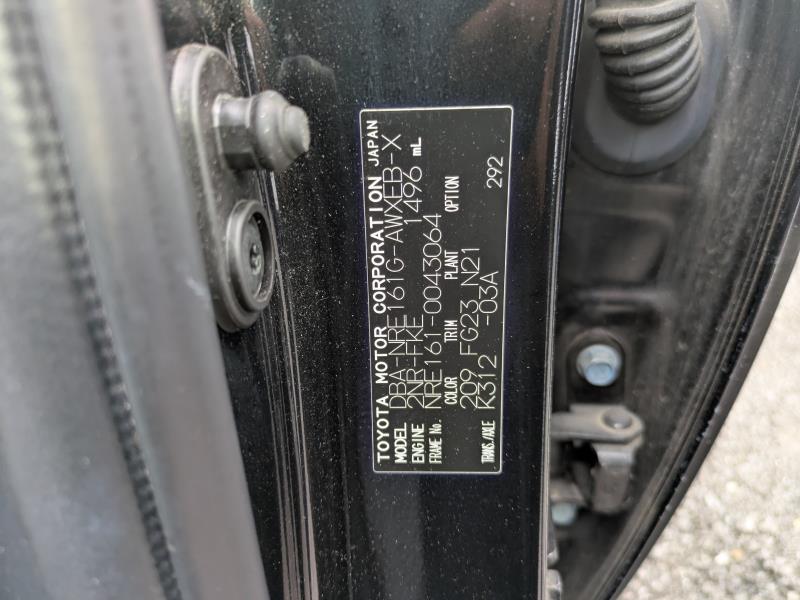 TOYOTA MOTOR CORPORATION JAPAN
MODEL DBA-NRE161G-AWXEB-X
ENGINE 2NR-FKE 1496 mL
FRAME No. NRE161-0043064
COLOR TRIM PLANT OPTION
209 FG23 N21 292
TRANS./AXLE K312 -03A